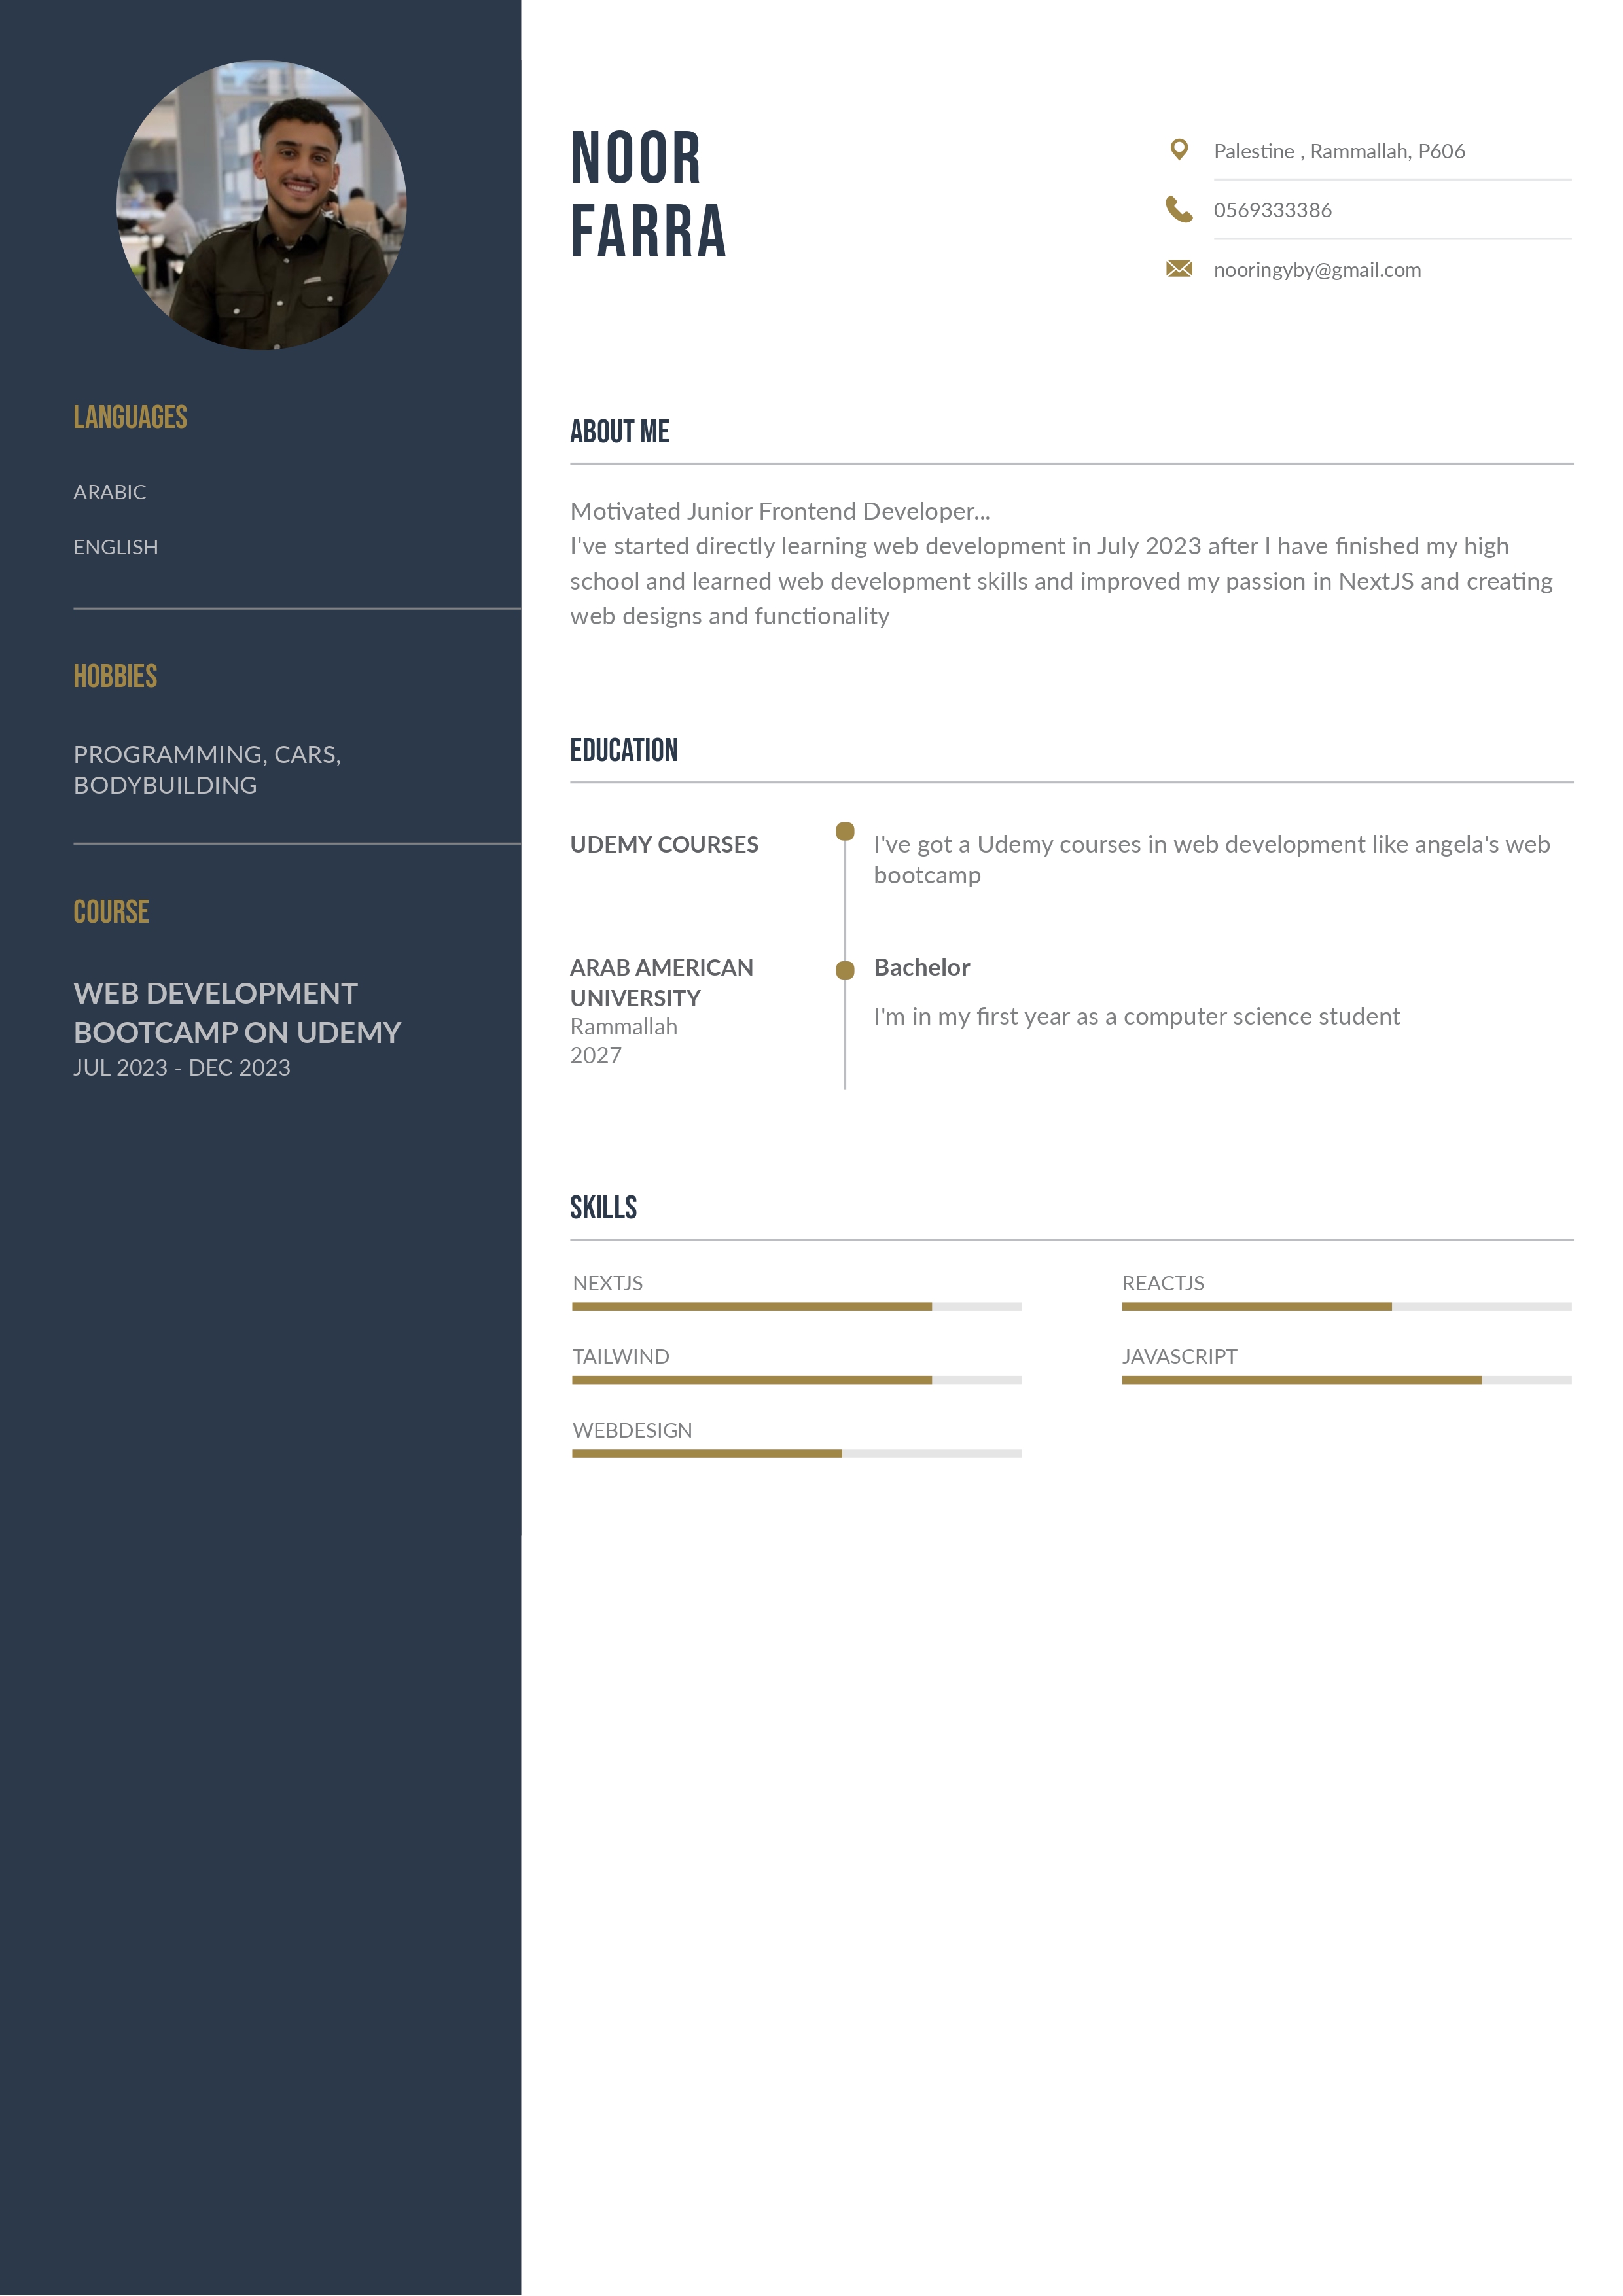 NOOR
FARRA
Palestine , Rammallah, P606
0569333386
nooringyby@gmail.com
LANGUAGES
ARABIC
ENGLISH
HOBBIES
PROGRAMMING, CARS,
BODYBUILDING
COURSE
WEB DEVELOPMENT
BOOTCAMP ON UDEMY
JUL 2023 - DEC 2023
ABOUT ME
Motivated Junior Frontend Developer...
I've started directly learning web development in July 2023 after I have finished my high
school and learned web development skills and improved my passion in NextJS and creating
web designs and functionality
EDUCATION
UDEMY COURSES
I've got a Udemy courses in web development like angela's web
bootcamp
ARAB AMERICAN
UNIVERSITY
Rammallah
2027
Bachelor
I'm in my first year as a computer science student
SKILLS
NEXTJS
REACTJS
TAILWIND
JAVASCRIPT
WEBDESIGN